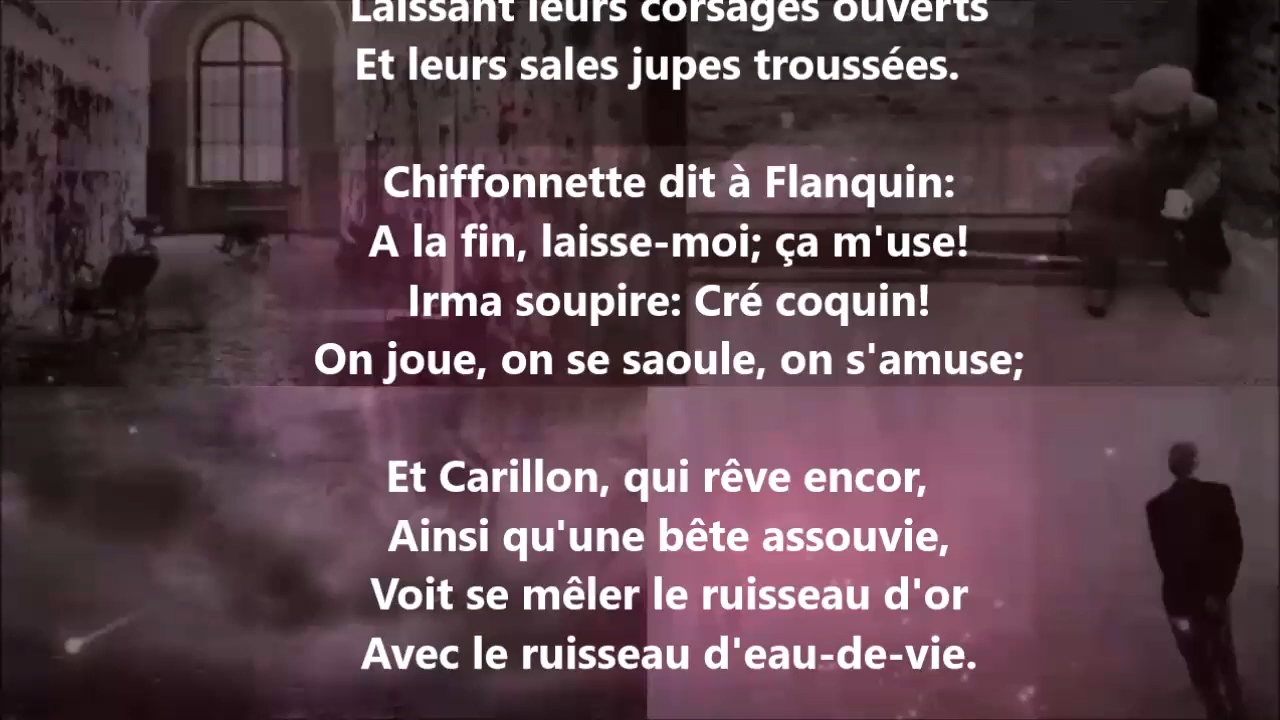 Laissant leurs corsages ouverts
Et leurs sales jupes troussées.
Chiffonnette dit à Flanquin:
A la fin, laisse-moi; ça m'use!
Irma soupire: Cré coquin!
On joue, on se saoule, on s'amuse;
Et Carillon, qui rêve encor,
Ainsi qu'une bête assouvie,
Voit se mêler le ruisseau d'or
Avec le ruisseau d'eau-de-vie.